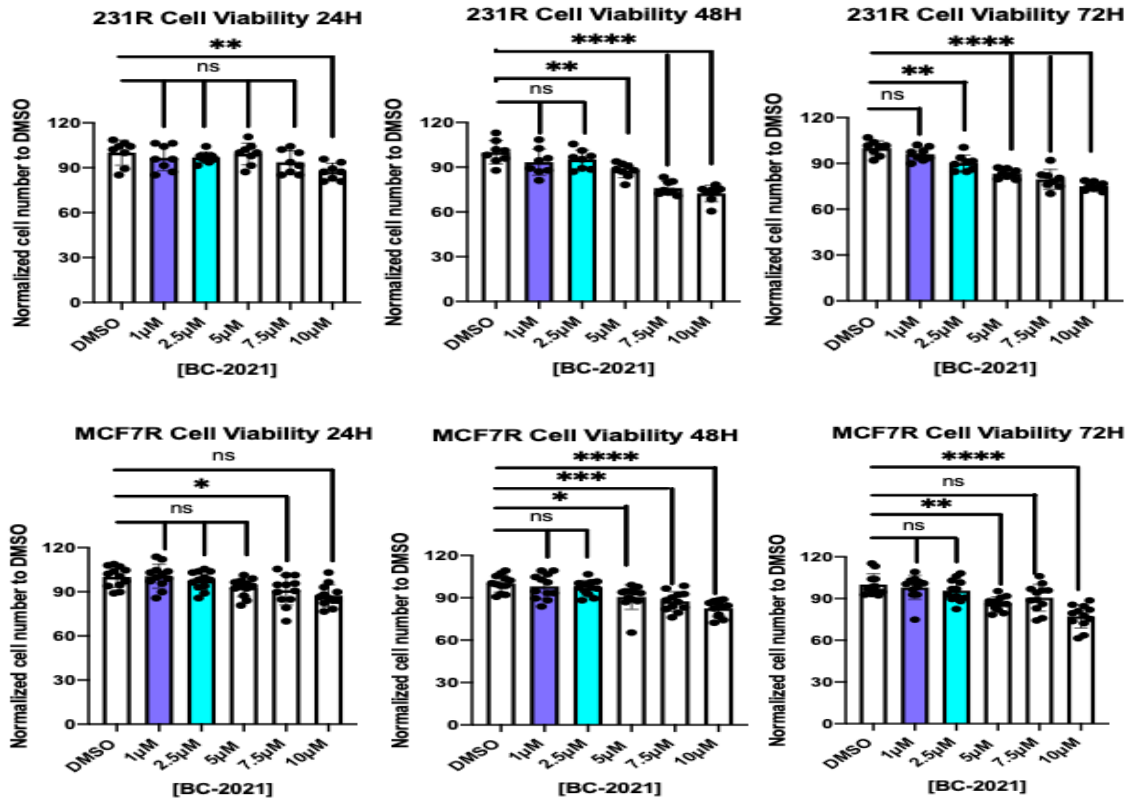 231R Cell Viability 24H
**
ns
Normalized cell number to DMSO
120
90
60
30
0
DMSO
1μM
2.5μM
5μM
7.5μM
10μM
[BC-2021]
231R Cell Viability 48H
****
**
ns
Normalized cell number to DMSO
120
90
60
30
0
DMSO
1μM
2.5μM
5μM
7.5μM
10μM
[BC-2021]
231R Cell Viability 72H
****
**
ns
Normalized cell number to DMSO
120
90
60
30
0
DMSO
1μM
2.5μM
5μM
7.5μM
10μM
[BC-2021]
MCF7R Cell Viability 24H
ns
*
ns
Normalized cell number to DMSO
120
90
60
30
0
DMSO
1μM
2.5μM
5μM
7.5μM
10μM
[BC-2021]
MCF7R Cell Viability 48H
****
***
*
ns
Normalized cell number to DMSO
120
90
60
30
0
DMSO
1μM
2.5μM
5μM
7.5μM
10μM
[BC-2021]
MCF7R Cell Viability 72H
****
ns
**
ns
Normalized cell number to DMSO
120
90
60
30
0
DMSO
1μM
2.5μM
5μM
7.5μM
10μM
[BC-2021]